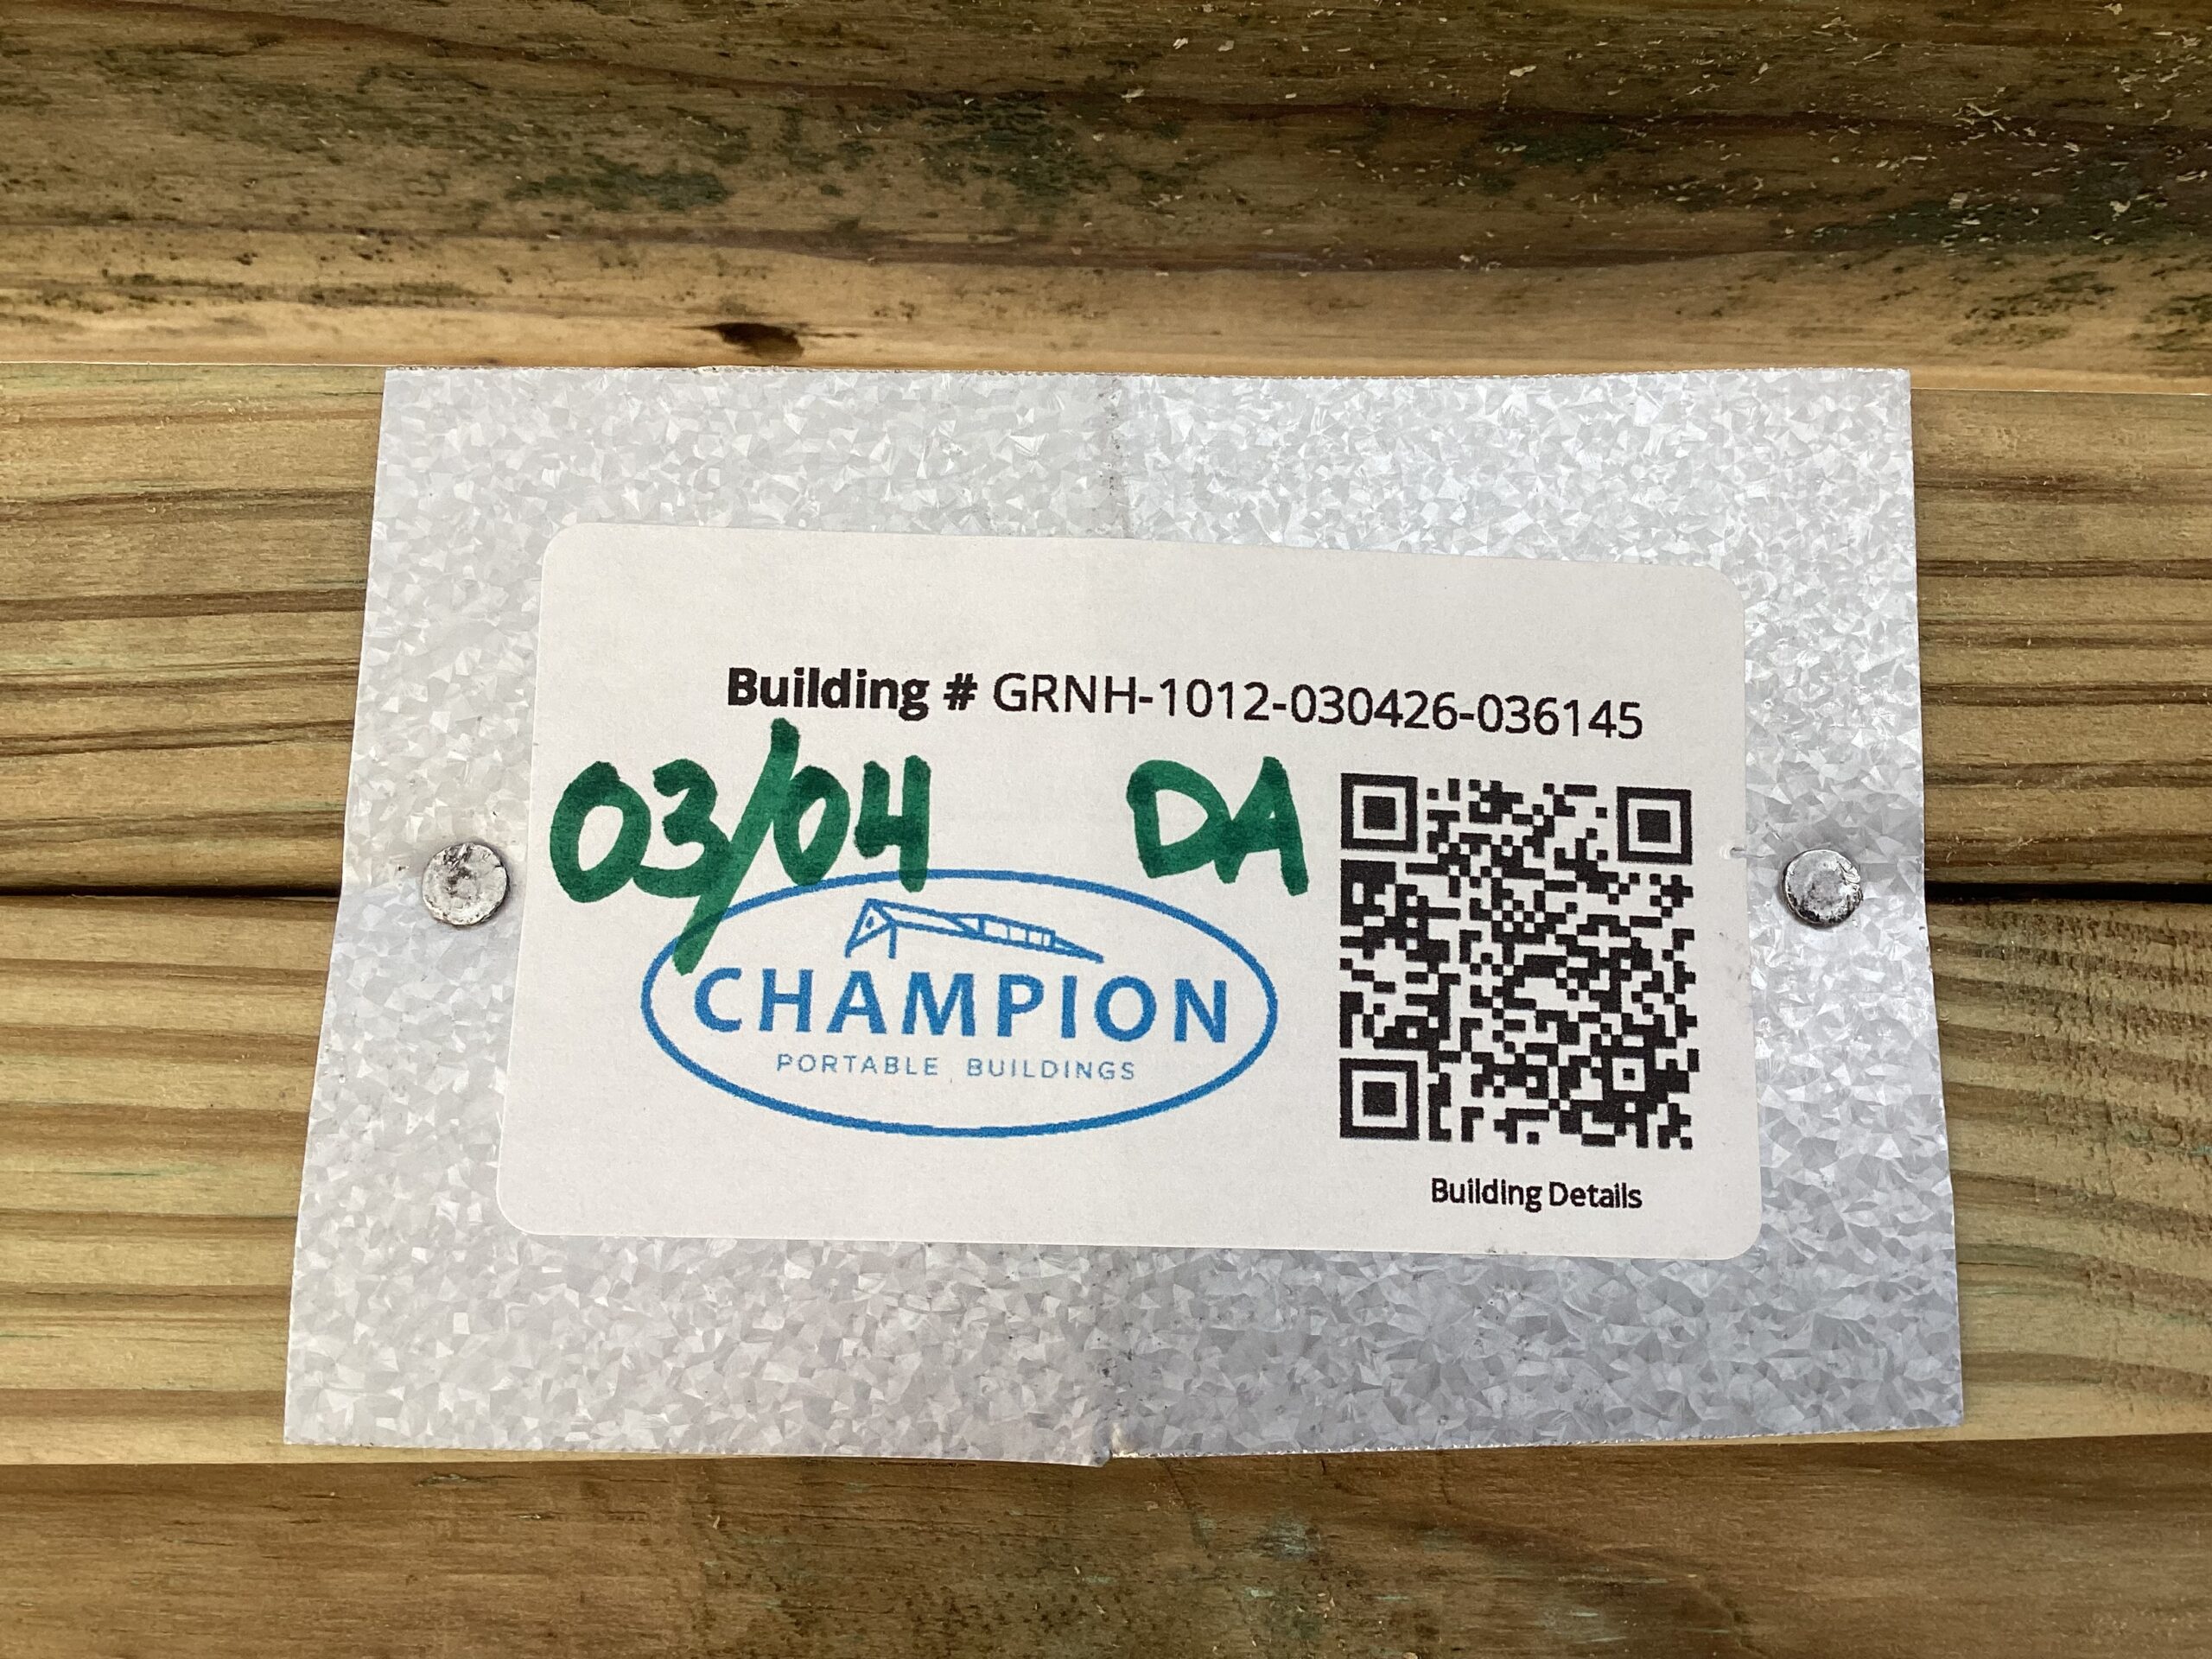 Building # GRNH-1012-030426-036145
03/04 DA
CHAMPION
PORTABLE BUILDINGS
Building Details